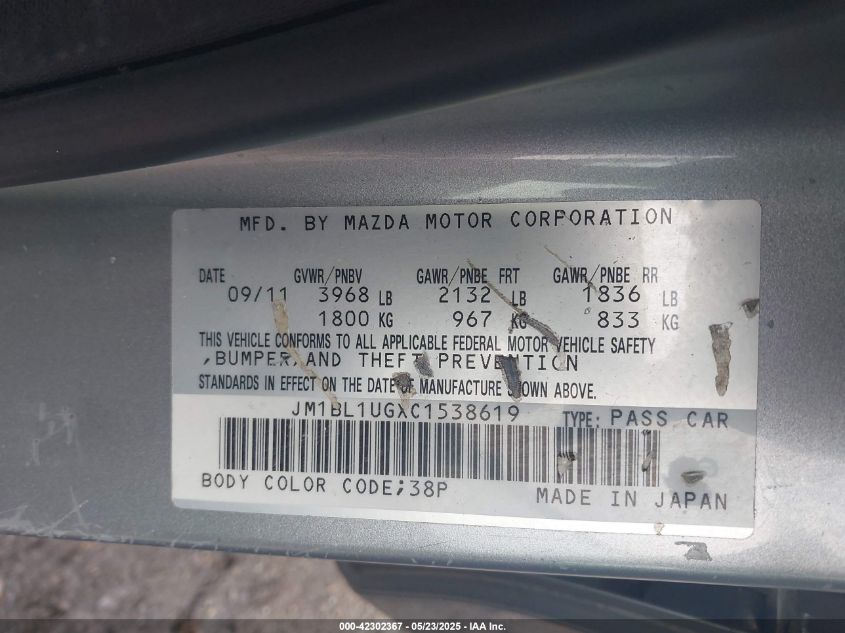 MFD. BY MAZDA MOTOR CORPORATION
DATE GVWR/PNBV GAWR/PNBE FRT GAWR/PNBE RR
09/11 3968 LB 2132 LB 1836 LB
1800 KG 967 KG 833 KG
THIS VEHICLE CONFORMS TO ALL APPLICABLE FEDERAL MOTOR VEHICLE SAFETY
,BUMPER,AND THEFT PREVENTION
STANDARDS IN EFFECT ON THE DATE OF MANUFACTURE SHOWN ABOVE.
JM1BL1UGXC1538619 TYPE: PASS CAR
BODY COLOR CODE;38P MADE IN JAPAN
000-42302367 - 05/23/2025 - IAA Inc.